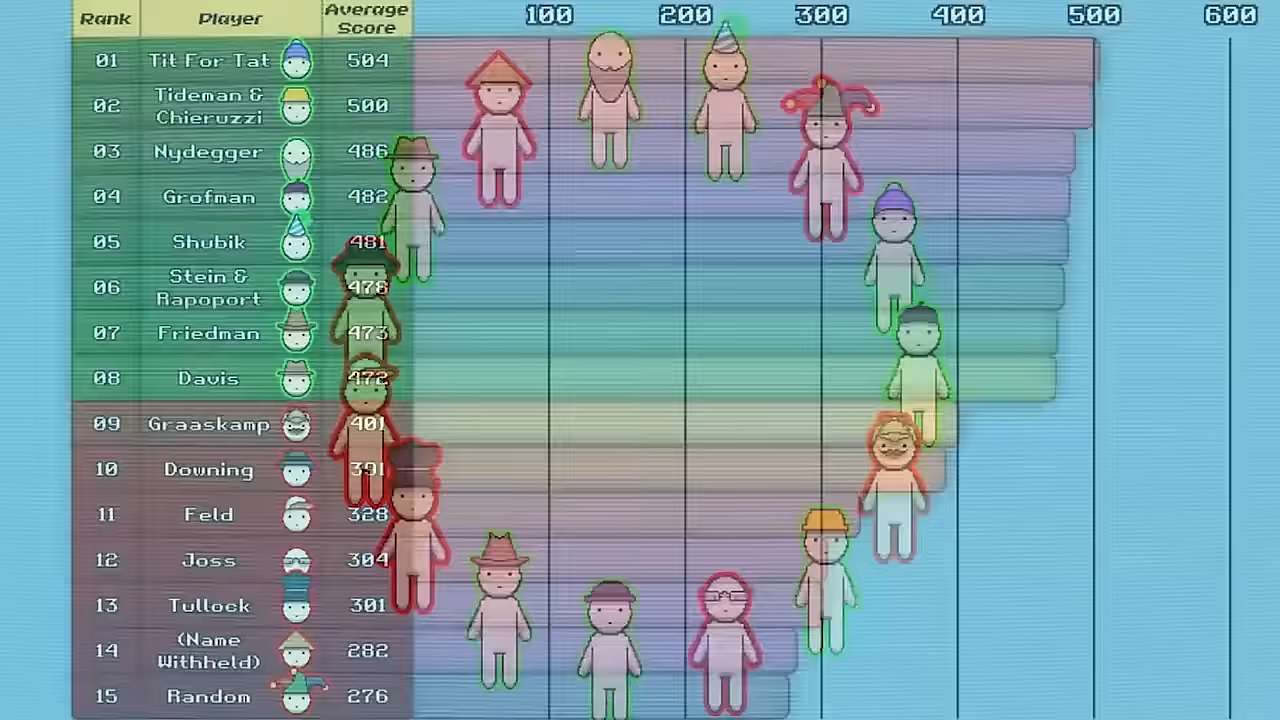 Rank Player Average Score 100 200 300 400 500 600
01 Tit For Tat 504
02 Tideman & Chieruzzi 500
03 Nydegger 486
04 Grofman 482
05 Shubik 481
06 Stein & Rapoport 478
07 Friedman 473
08 Davis 472
09 Graaskamp 401
10 Downing 391
11 Feld 328
12 Joss 304
13 Tullock 301
14 (Name Withheld) 282
15 Random 276